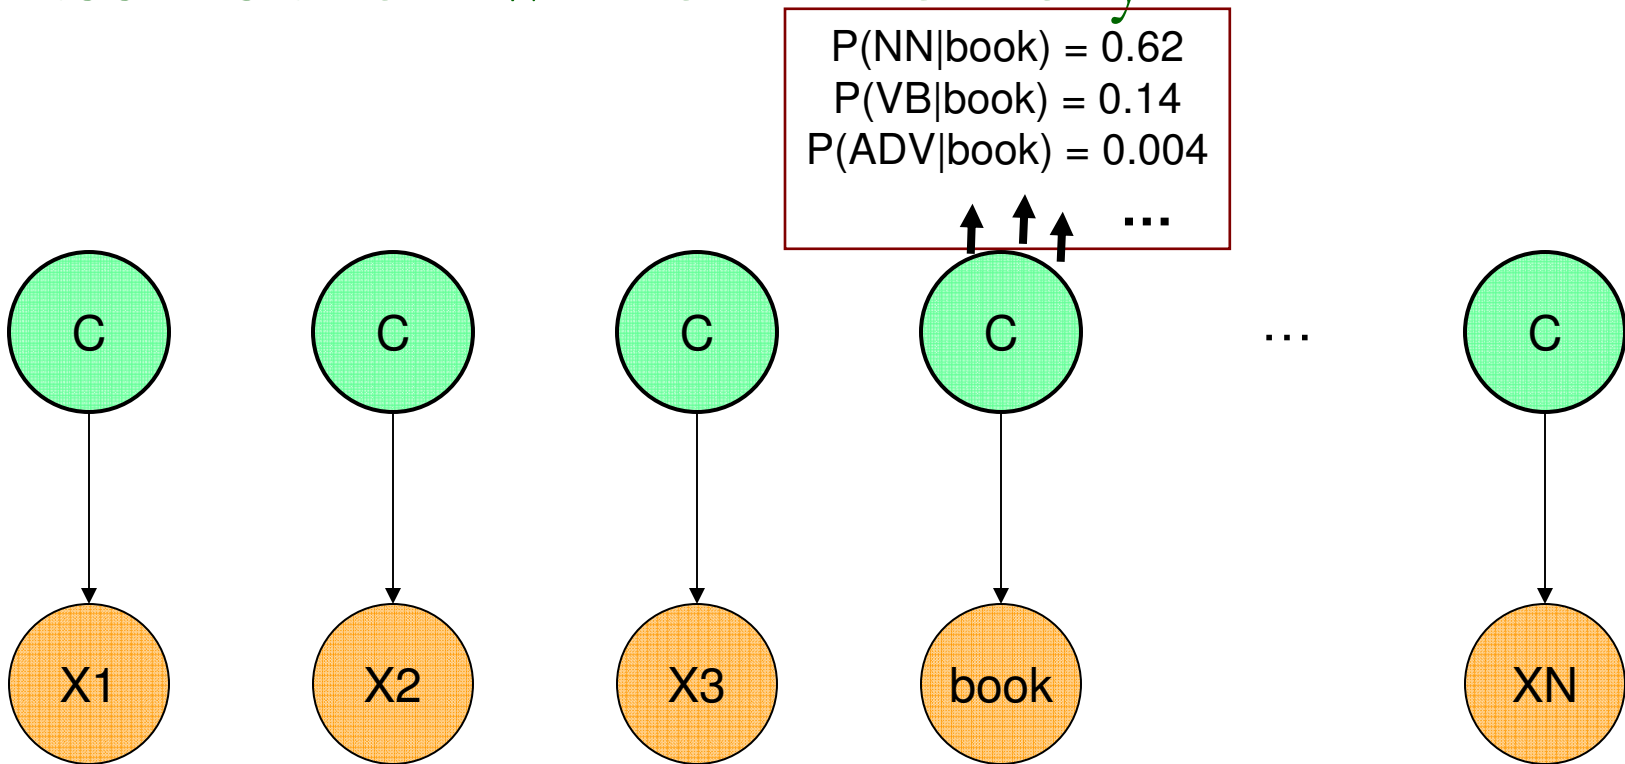 P(NN|book) = 0.62
P(VB|book) = 0.14
P(ADV|book) = 0.004
...
C C C C ... C
X1 X2 X3 book XN